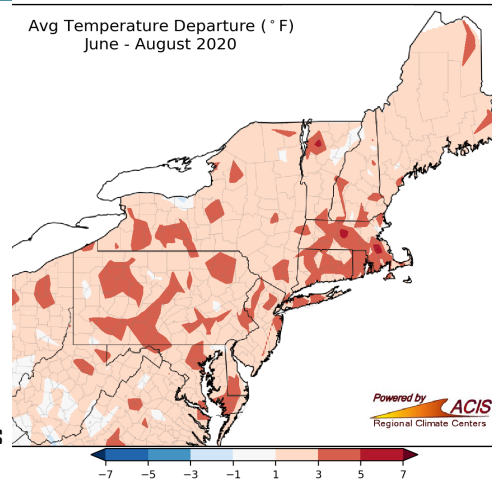 Avg Temperature Departure (°F)
June - August 2020
Powered by
ACIS
Regional Climate Centers
−7 −5 −3 −1 1 3 5 7